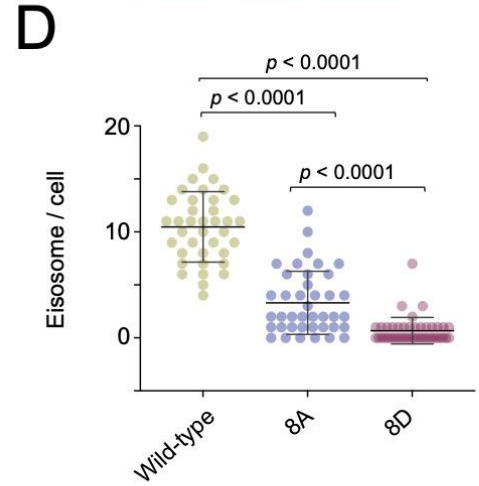 D
p < 0.0001
p < 0.0001
p < 0.0001
20
10
0
Eisosome / cell
Wild-type
8A
8D